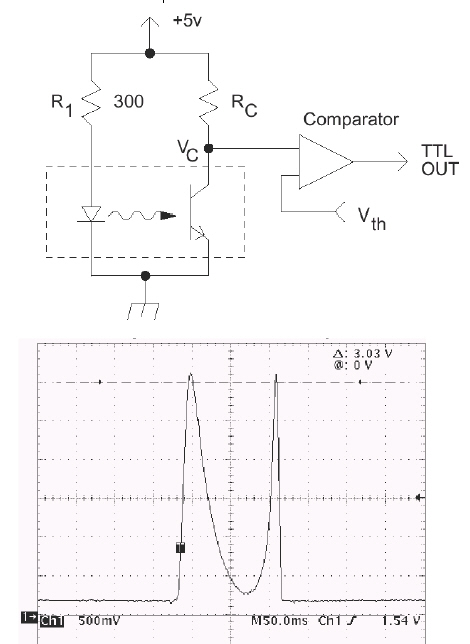 +5v
R1 300 RC
Comparator
VC
TTL
OUT
Vth
Δ: 3.03 V
@: 0 V
T
1→ Ch1 500mV M50.0ms Ch1 ƒ 1.54 V